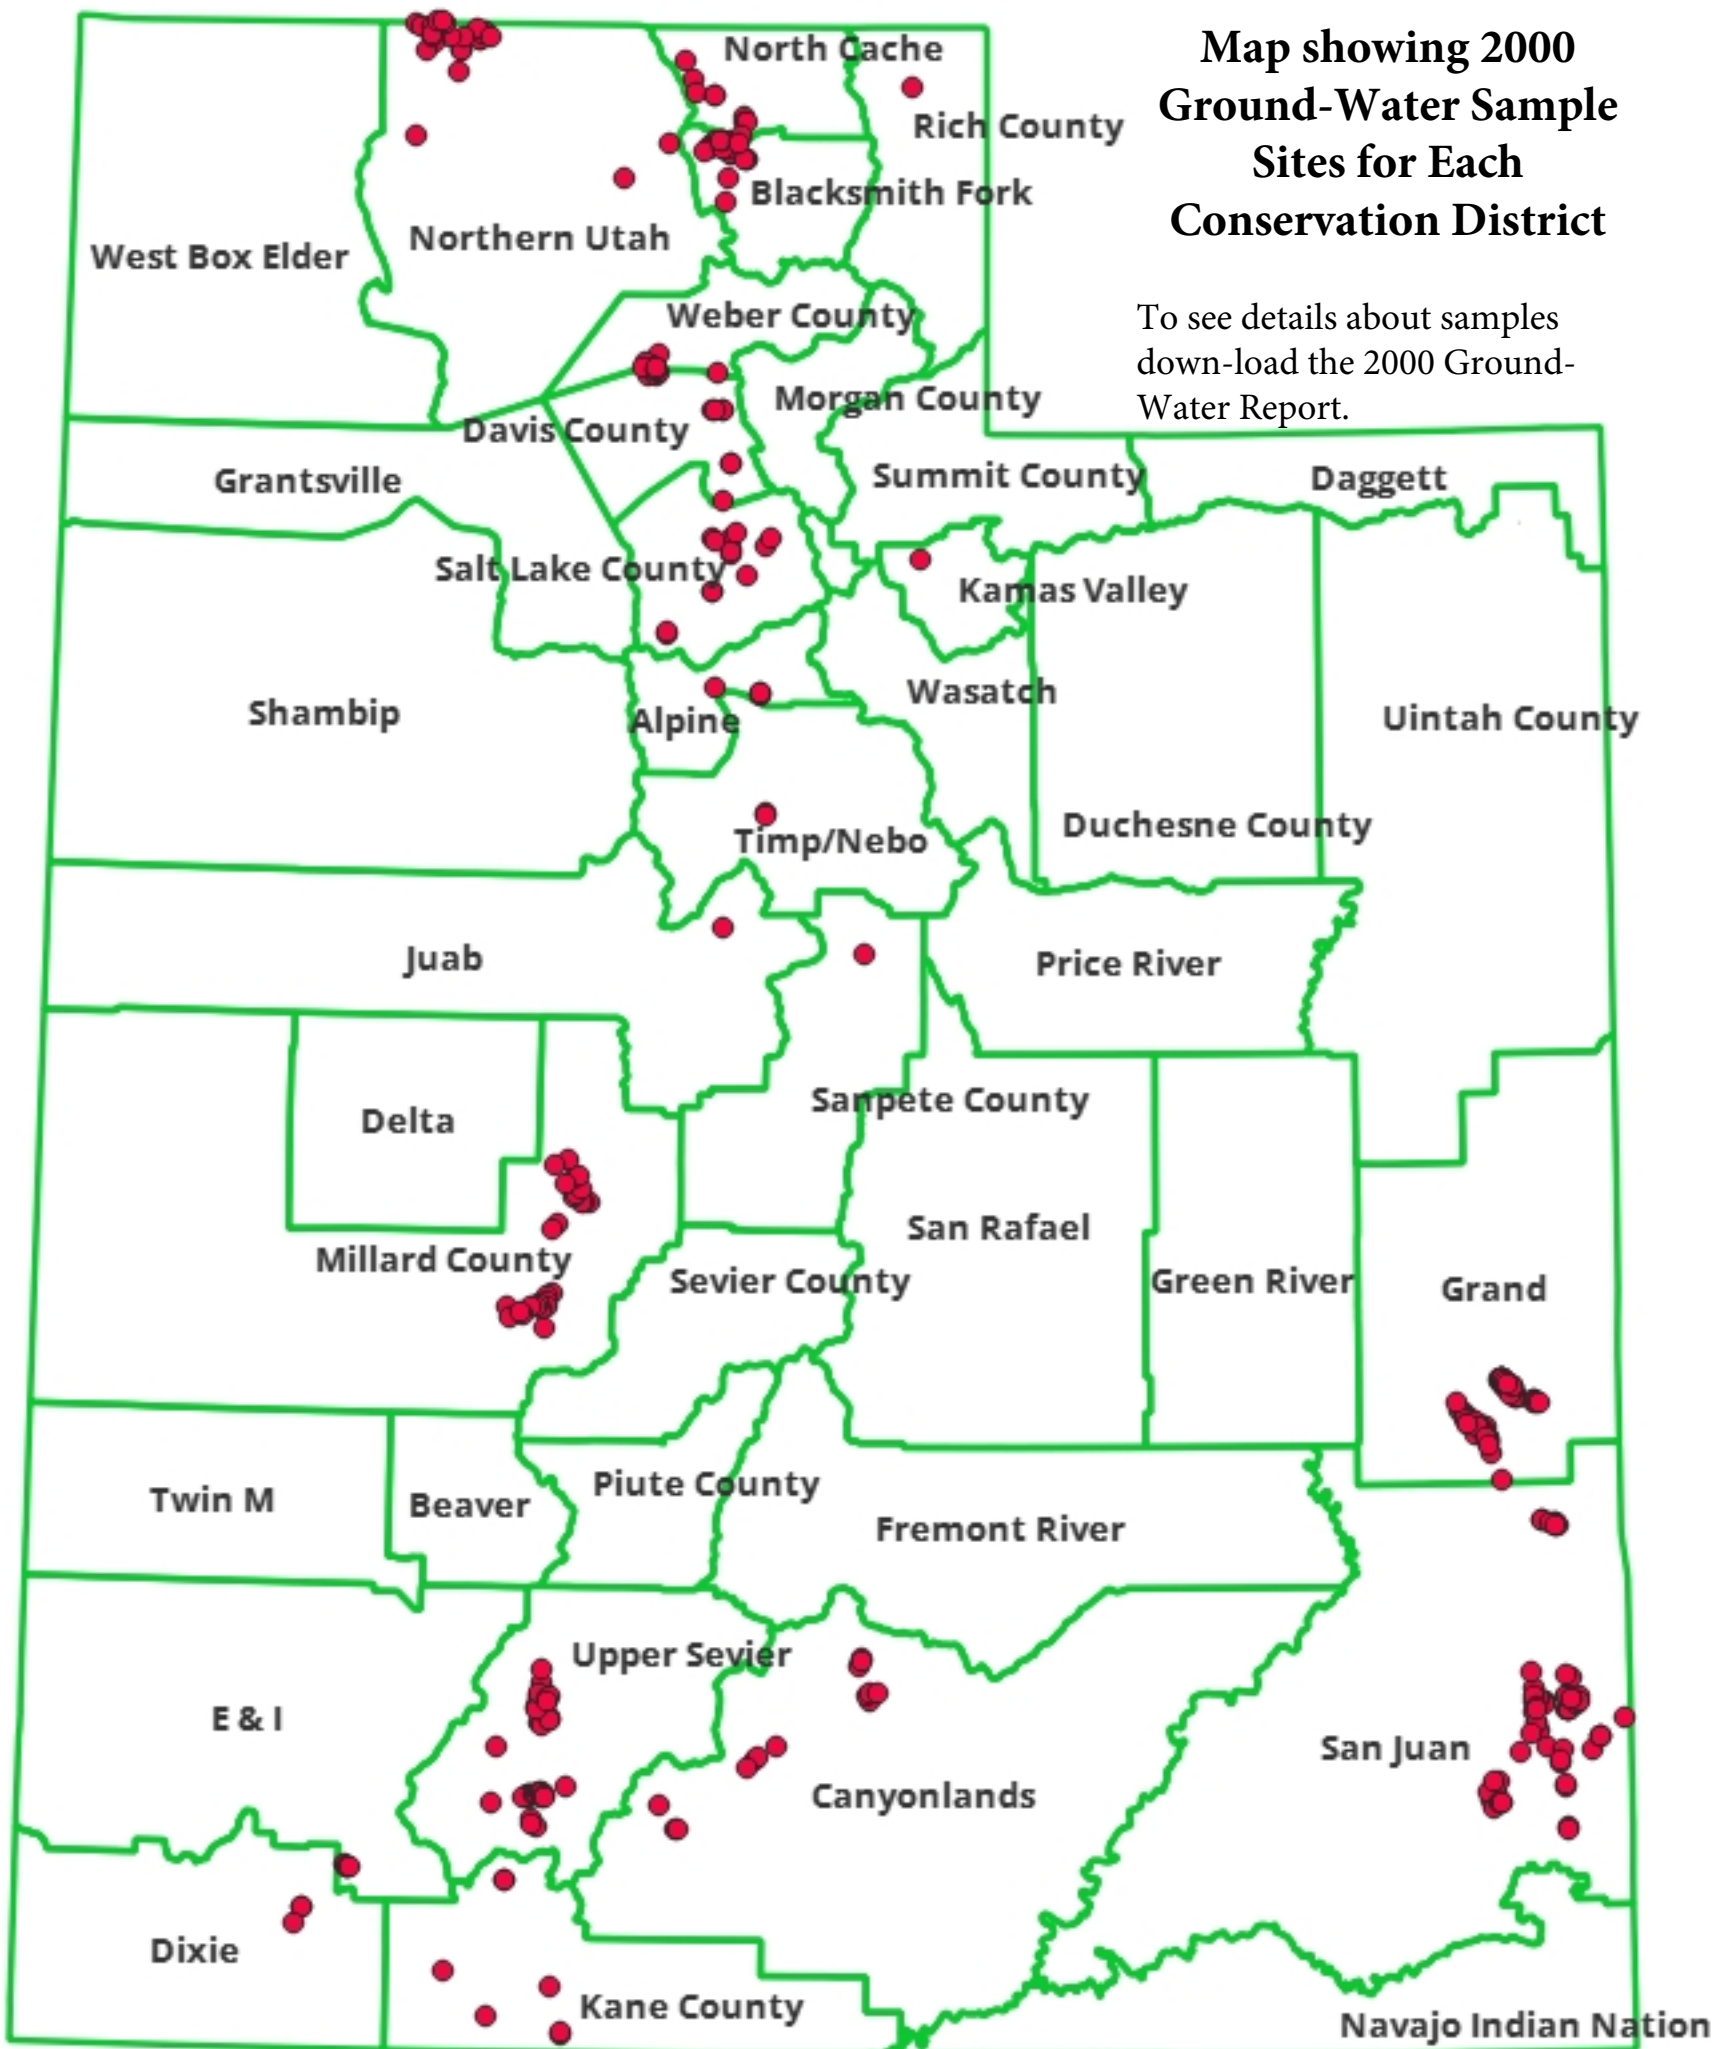 Map showing 2000
Ground-Water Sample
Sites for Each
Conservation District
To see details about samples
down-load the 2000 Ground-
Water Report.
North Cache
Rich County
Blacksmith Fork
Northern Utah
West Box Elder
Weber County
Morgan County
Davis County
Summit County
Daggett
Grantsville
Salt Lake County
Kamas Valley
Wasatch
Shambip
Alpine
Uintah County
Duchesne County
Timp/Nebo
Juab
Price River
Sanpete County
Delta
San Rafael
Millard County
Sevier County
Green River
Grand
Piute County
Twin M
Beaver
Fremont River
Upper Sevier
E & I
San Juan
Canyonlands
Dixie
Kane County
Navajo Indian Nation